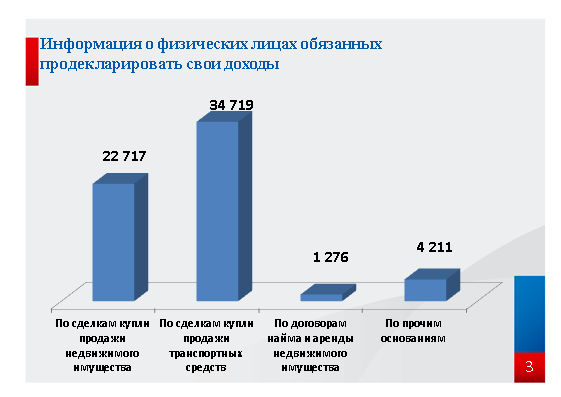 Информация о физических лицах обязанных
продекларировать свои доходы
34 719
22 717
1 276
4 211
По сделкам купли
продажи
недвижимого
имущества
По сделкам купли
продажи
транспортных
средств
По договорам
найма и аренды
недвижимого
имущества
По прочим
основаниям
3